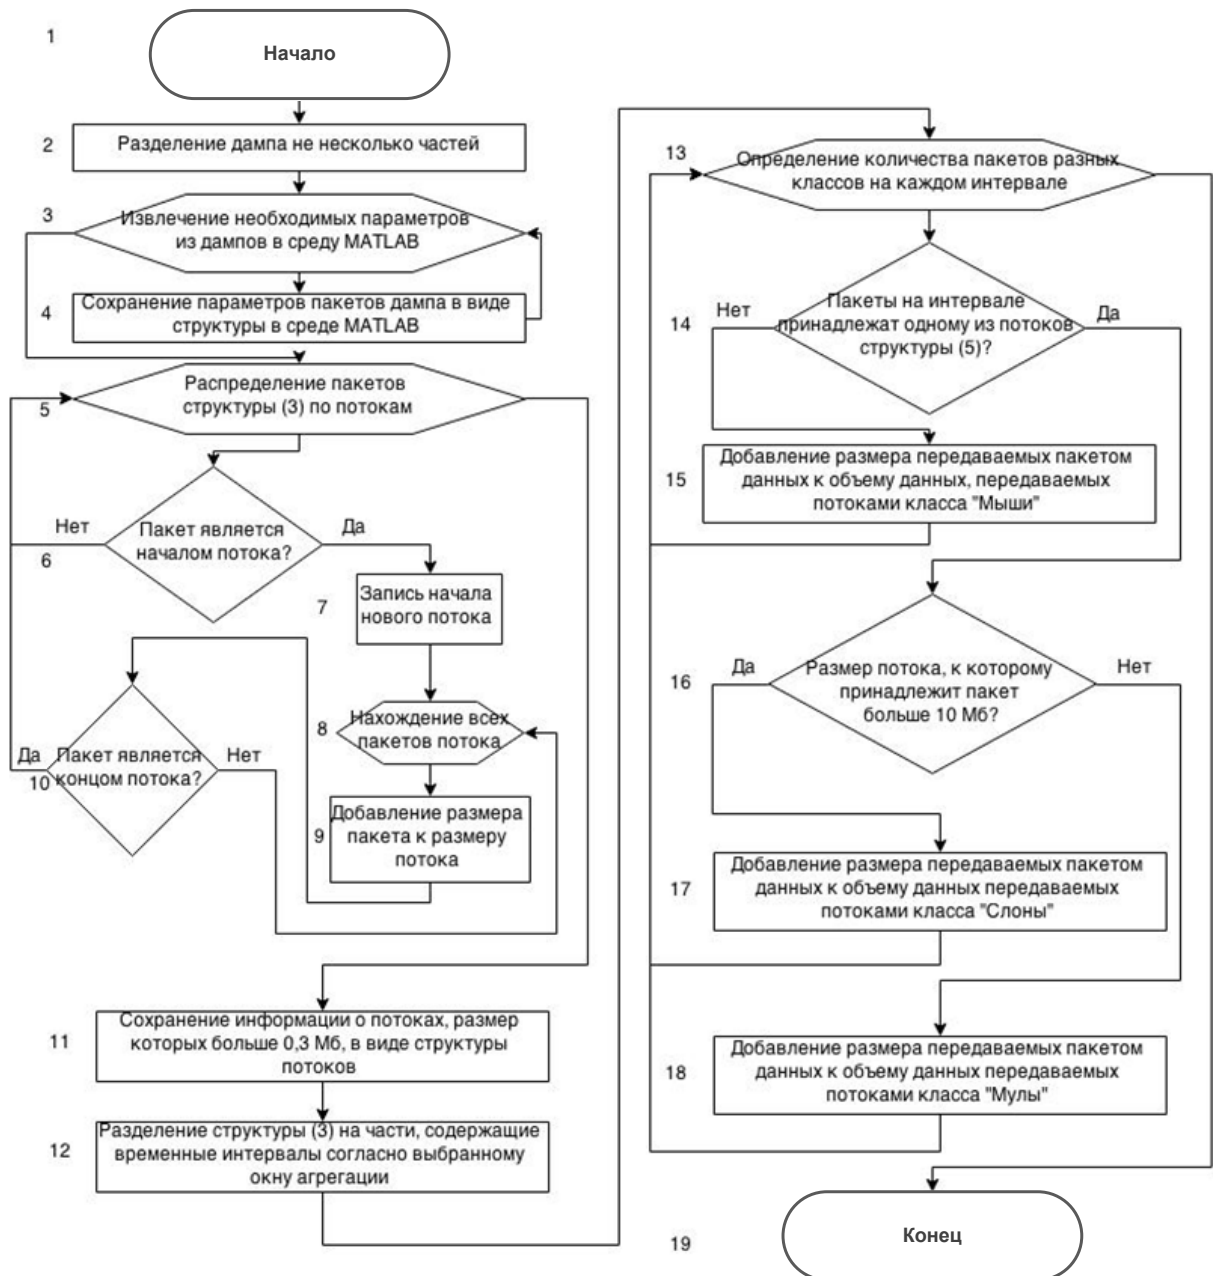 1
Начало
2
Разделение дампа не несколько частей
3
Извлечение необходимых параметров
из дампов в среду MATLAB
4
Сохранение параметров пакетов дампа в виде
структуры в среде MATLAB
5
Распределение пакетов
структуры (3) по потокам
6
Нет
Да
Пакет является
началом потока?
7
Запись начала
нового потока
8
Нахождение всех
пакетов потока
9
Добавление размера
пакета к размеру
потока
10
Да
Нет
Пакет является
концом потока?
11
Сохранение информации о потоках, размер
которых больше 0,3 Мб, в виде структуры
потоков
12
Разделение структуры (3) на части, содержащие
временные интервалы согласно выбранному
окну агрегации
13
Определение количества пакетов разных
классов на каждом интервале
14
Нет
Да
Пакеты на интервале
принадлежат одному из потоков
структуры (5)?
15
Добавление размера передаваемых пакетом
данных к объему данных, передаваемых
потоками класса "Мыши"
16
Да
Нет
Размер потока, к которому
принадлежит пакет
больше 10 Мб?
17
Добавление размера передаваемых пакетом
данных к объему данных передаваемых
потоками класса "Слоны"
18
Добавление размера передаваемых пакетом
данных к объему данных передаваемых
потоками класса "Мулы"
19
Конец